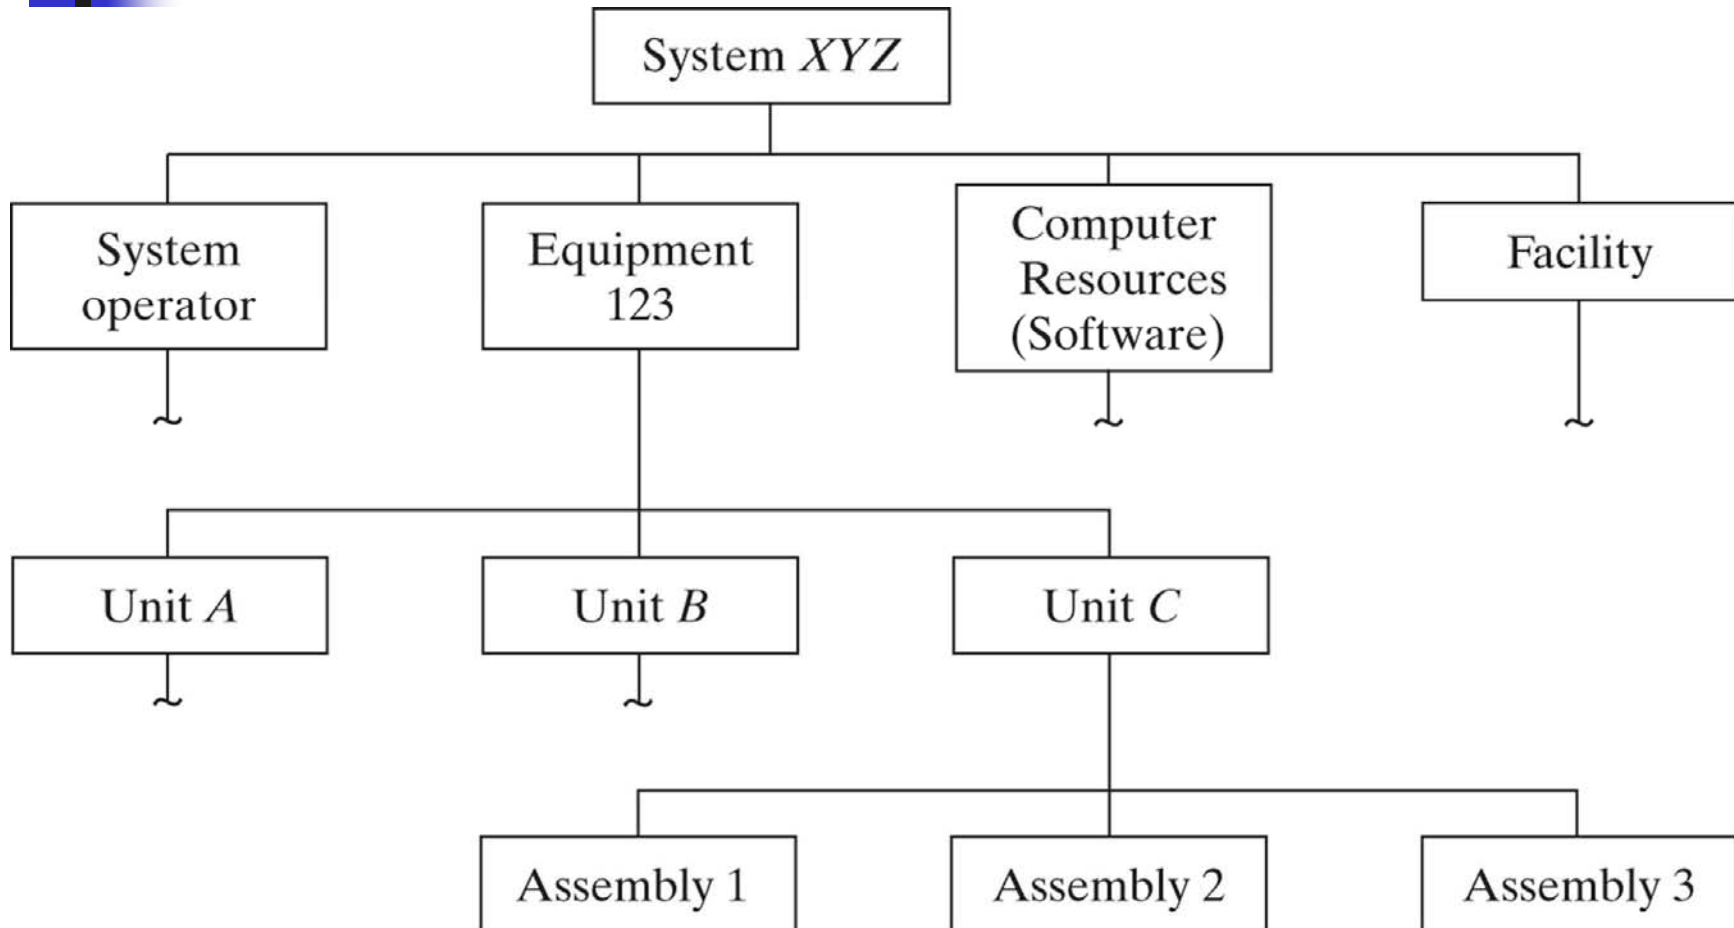 System XYZ
System
operator
Equipment
123
Computer
Resources
(Software)
Facility
~
~
~
Unit A
Unit B
Unit C
~
~
Assembly 1
Assembly 2
Assembly 3